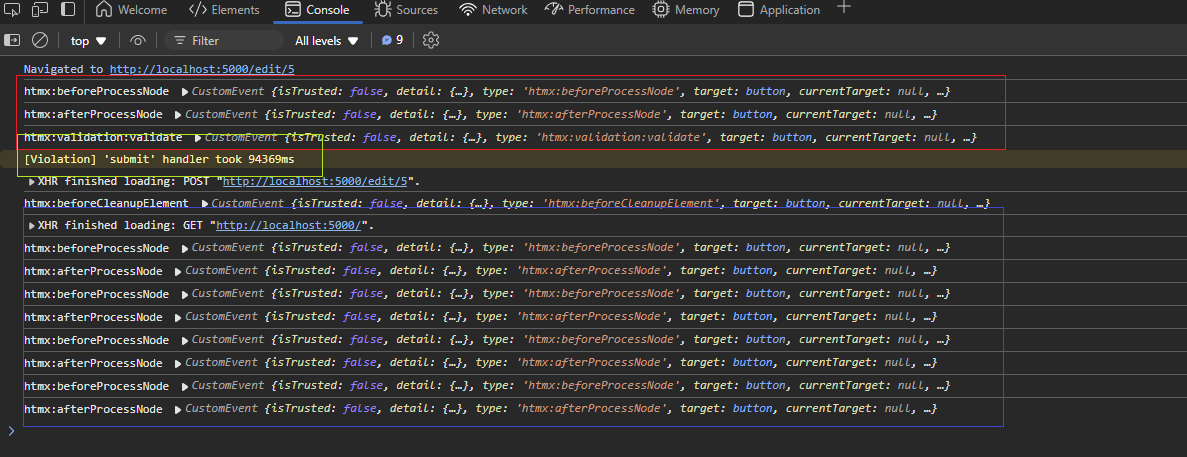 Welcome Elements Console Sources Network Performance Memory Application
top Filter All levels 9
Navigated to http://localhost:5000/edit/5
htmx:beforeProcessNode ▶ CustomEvent {isTrusted: false, detail: {…}, type: 'htmx:beforeProcessNode', target: button, currentTarget: null, …}
htmx:afterProcessNode ▶ CustomEvent {isTrusted: false, detail: {…}, type: 'htmx:afterProcessNode', target: button, currentTarget: null, …}
htmx:validation:validate ▶ CustomEvent {isTrusted: false, detail: {…}, type: 'htmx:validation:validate', target: button, currentTarget: null, …}
[Violation] 'submit' handler took 94369ms
▶ XHR finished loading: POST "http://localhost:5000/edit/5".
htmx:beforeCleanupElement ▶ CustomEvent {isTrusted: false, detail: {…}, type: 'htmx:beforeCleanupElement', target: button, currentTarget: null, …}
▶ XHR finished loading: GET "http://localhost:5000/".
htmx:beforeProcessNode ▶ CustomEvent {isTrusted: false, detail: {…}, type: 'htmx:beforeProcessNode', target: button, currentTarget: null, …}
htmx:afterProcessNode ▶ CustomEvent {isTrusted: false, detail: {…}, type: 'htmx:afterProcessNode', target: button, currentTarget: null, …}
htmx:beforeProcessNode ▶ CustomEvent {isTrusted: false, detail: {…}, type: 'htmx:beforeProcessNode', target: button, currentTarget: null, …}
htmx:afterProcessNode ▶ CustomEvent {isTrusted: false, detail: {…}, type: 'htmx:afterProcessNode', target: button, currentTarget: null, …}
htmx:beforeProcessNode ▶ CustomEvent {isTrusted: false, detail: {…}, type: 'htmx:beforeProcessNode', target: button, currentTarget: null, …}
htmx:afterProcessNode ▶ CustomEvent {isTrusted: false, detail: {…}, type: 'htmx:afterProcessNode', target: button, currentTarget: null, …}
htmx:beforeProcessNode ▶ CustomEvent {isTrusted: false, detail: {…}, type: 'htmx:beforeProcessNode', target: button, currentTarget: null, …}
htmx:afterProcessNode ▶ CustomEvent {isTrusted: false, detail: {…}, type: 'htmx:afterProcessNode', target: button, currentTarget: null, …}